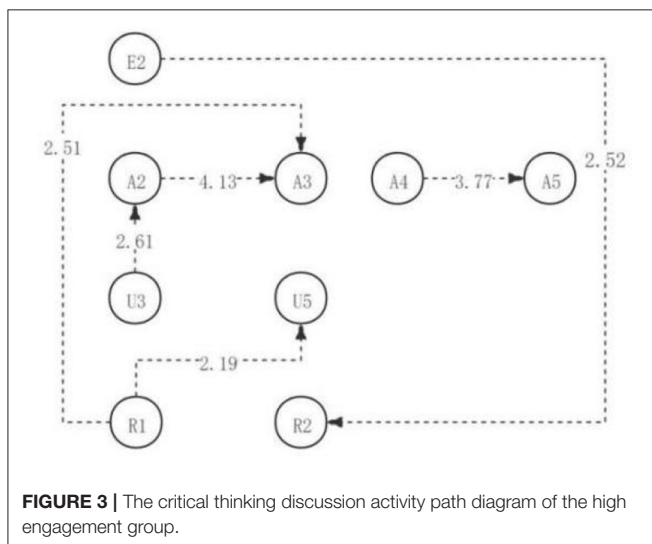 E2
2.51
2.52
A2
4.13
A3
A4
3.77
A5
2.61
U3
U5
2.19
R1
R2
FIGURE 3 | The critical thinking discussion activity path diagram of the high
engagement group.